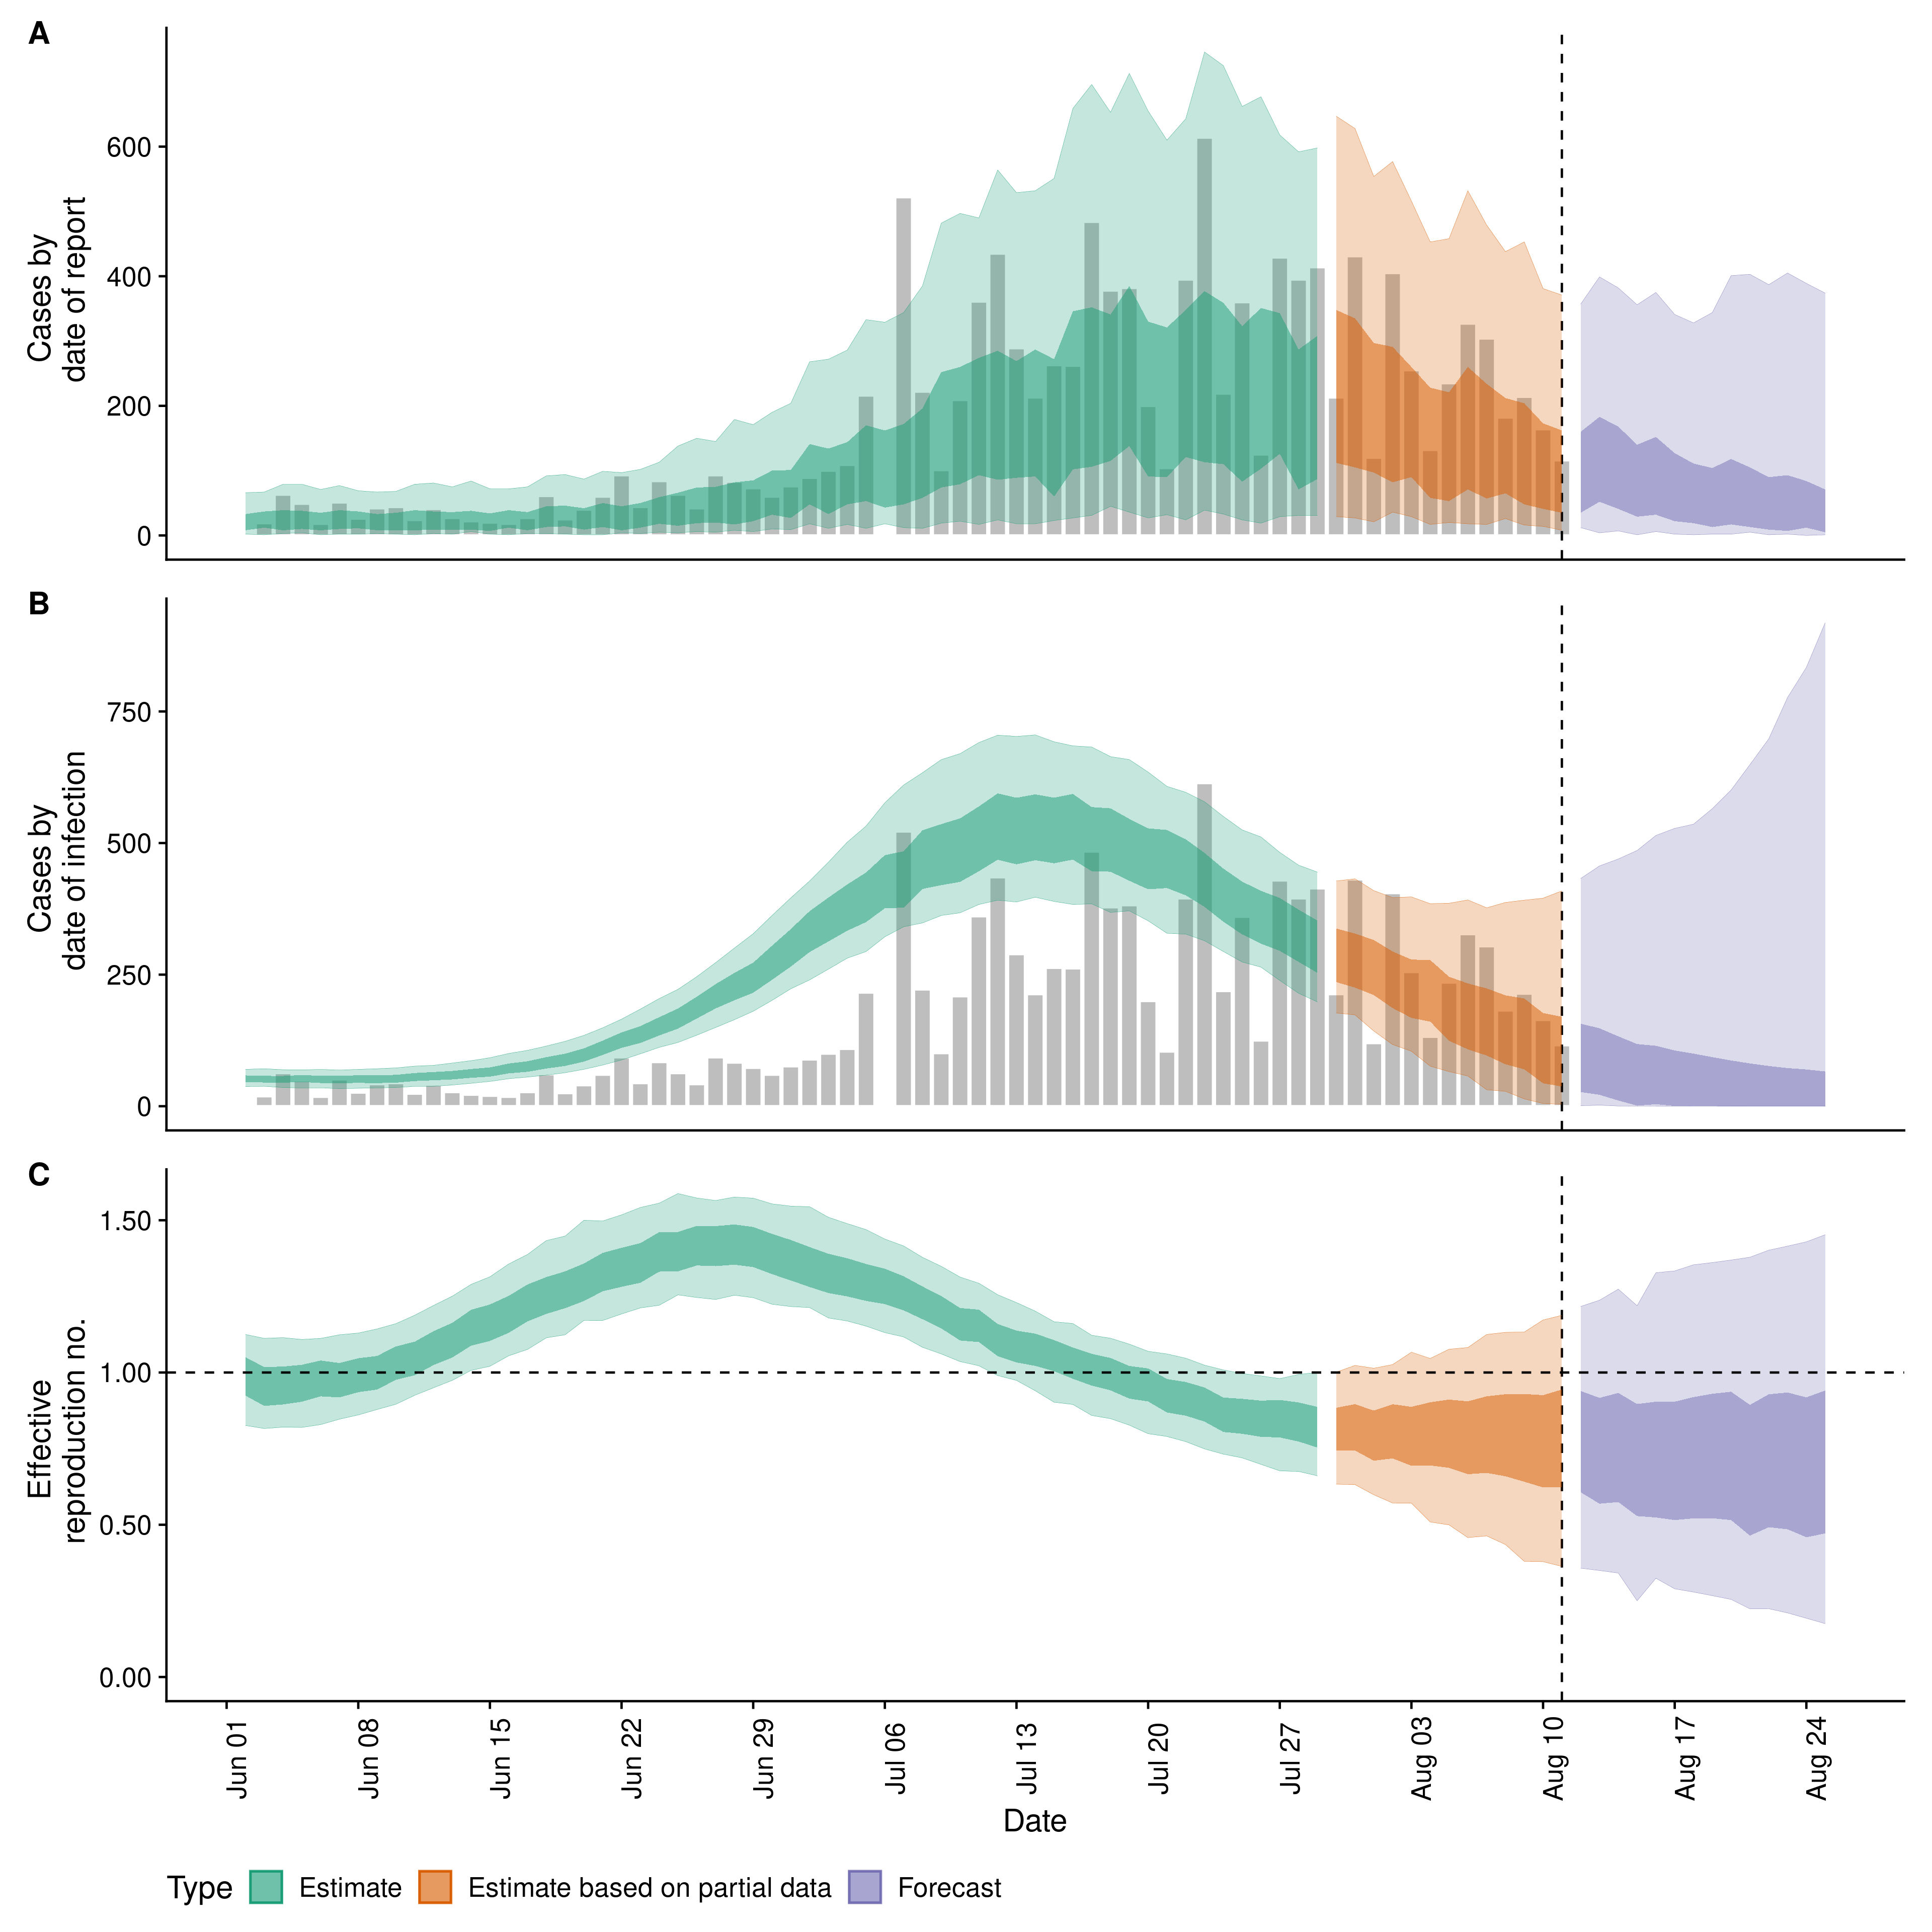 A
Cases by
date of report
600
400
200
0
B
Cases by
date of infection
750
500
250
0
C
Effective
reproduction no.
1.50
1.00
0.50
0.00
Jun 01
Jun 08
Jun 15
Jun 22
Jun 29
Jul 06
Jul 13
Jul 20
Jul 27
Aug 03
Aug 10
Aug 17
Aug 24
Date
Type Estimate Estimate based on partial data Forecast